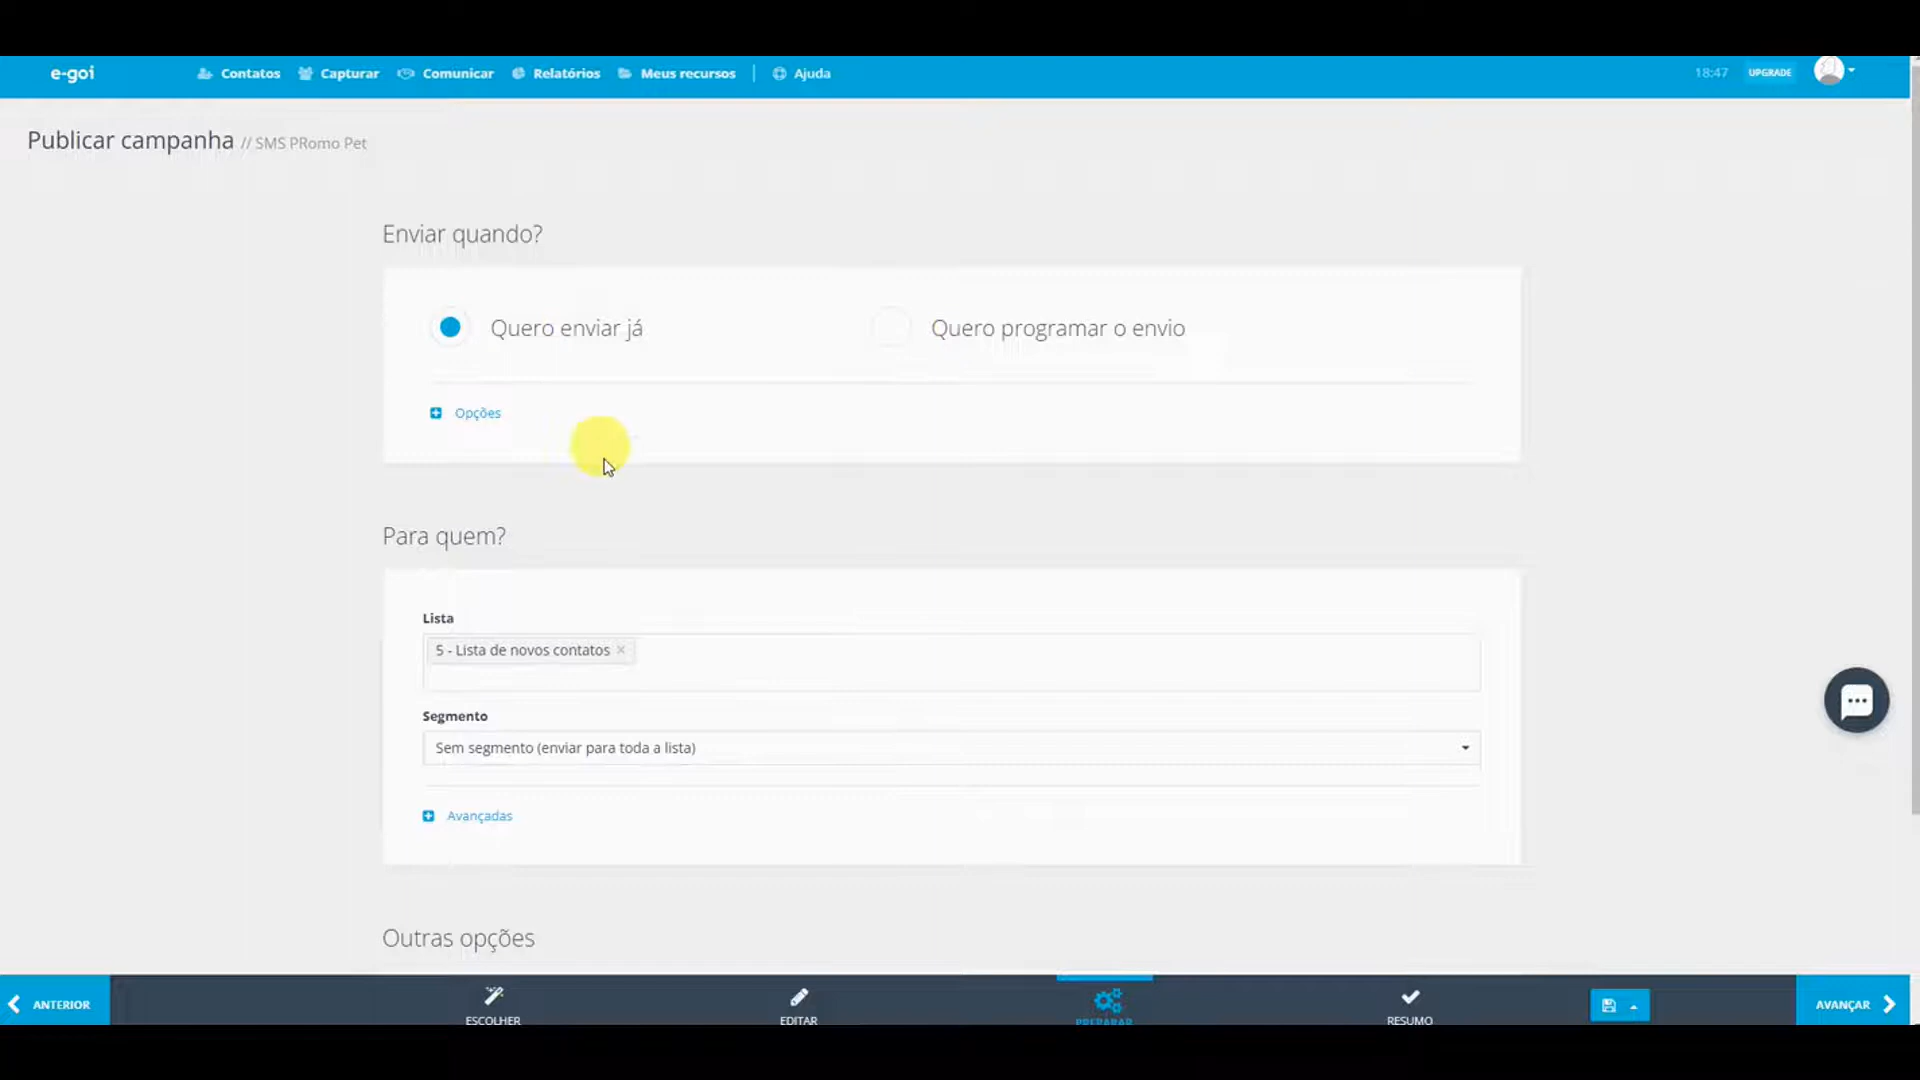 e-goi Contatos Capturar Comunicar Relatórios Meus recursos Ajuda 18:47 UPGRADE
Publicar campanha // SMS PRomo Pet
Enviar quando?
Quero enviar já Quero programar o envio
Opções
Para quem?
Lista
5 - Lista de novos contatos ×
Segmento
Sem segmento (enviar para toda a lista)
Avançadas
Outras opções
ANTERIOR ESCOLHER EDITAR PREPARAR RESUMO AVANÇAR